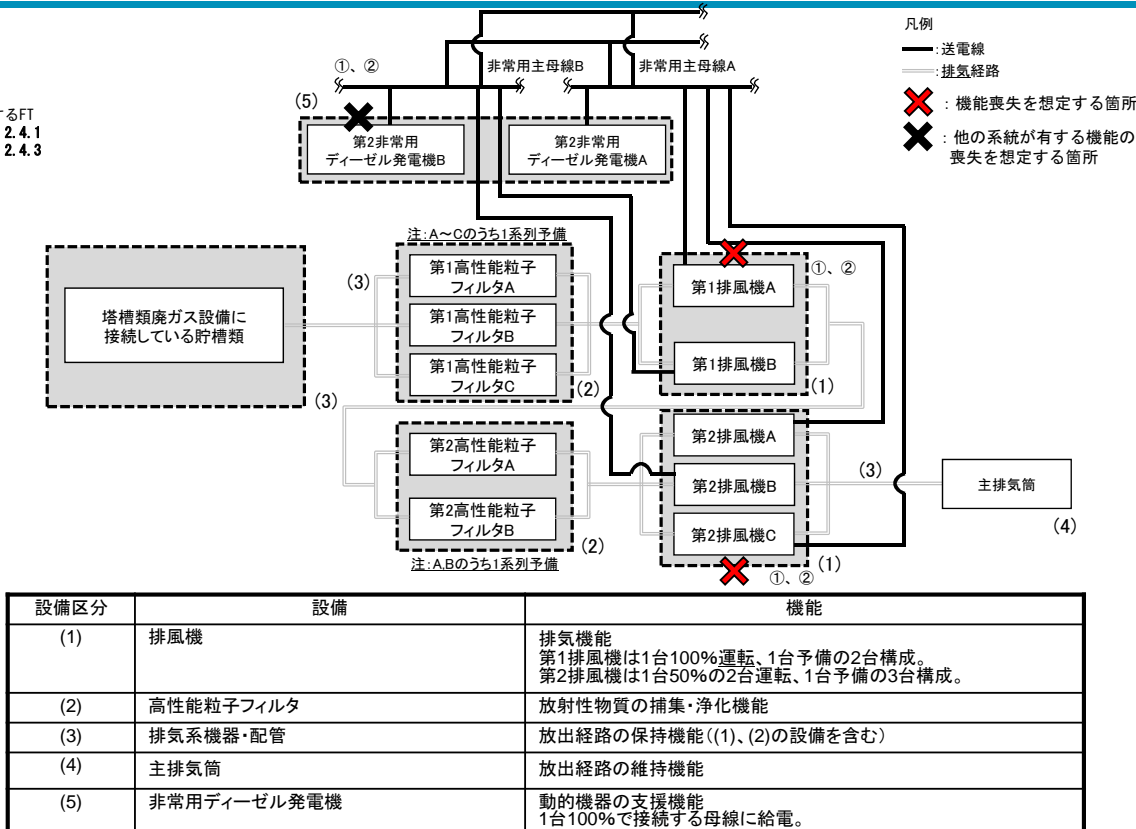 凡例
━━:送電線
═══:排気経路
：機能喪失を想定する箇所
：他の系統が有する機能の
喪失を想定する箇所
するFT
2.4.1
2.4.3
①、②
非常用主母線B
非常用主母線A
(5)
第2非常用
ディーゼル発電機B
第2非常用
ディーゼル発電機A
注:A～Cのうち1系列予備
塔槽類廃ガス設備に
接続している貯槽類
(3)
(3)
第1高性能粒子
フィルタA
第1高性能粒子
フィルタB
第1高性能粒子
フィルタC
(2)
①、②
第1排風機A
第1排風機B
(1)
第2高性能粒子
フィルタA
第2高性能粒子
フィルタB
(2)
注:A,Bのうち1系列予備
第2排風機A
第2排風機B
第2排風機C
(1)
①、②
(3)
主排気筒
(4)
設備区分 設備 機能
(1) 排風機 排気機能
第1排風機は1台100%運転、1台予備の2台構成。
第2排風機は1台50%の2台運転、1台予備の3台構成。
(2) 高性能粒子フィルタ 放射性物質の捕集・浄化機能
(3) 排気系機器・配管 放出経路の保持機能((1)、(2)の設備を含む)
(4) 主排気筒 放出経路の維持機能
(5) 非常用ディーゼル発電機 動的機器の支援機能
1台100%で接続する母線に給電。